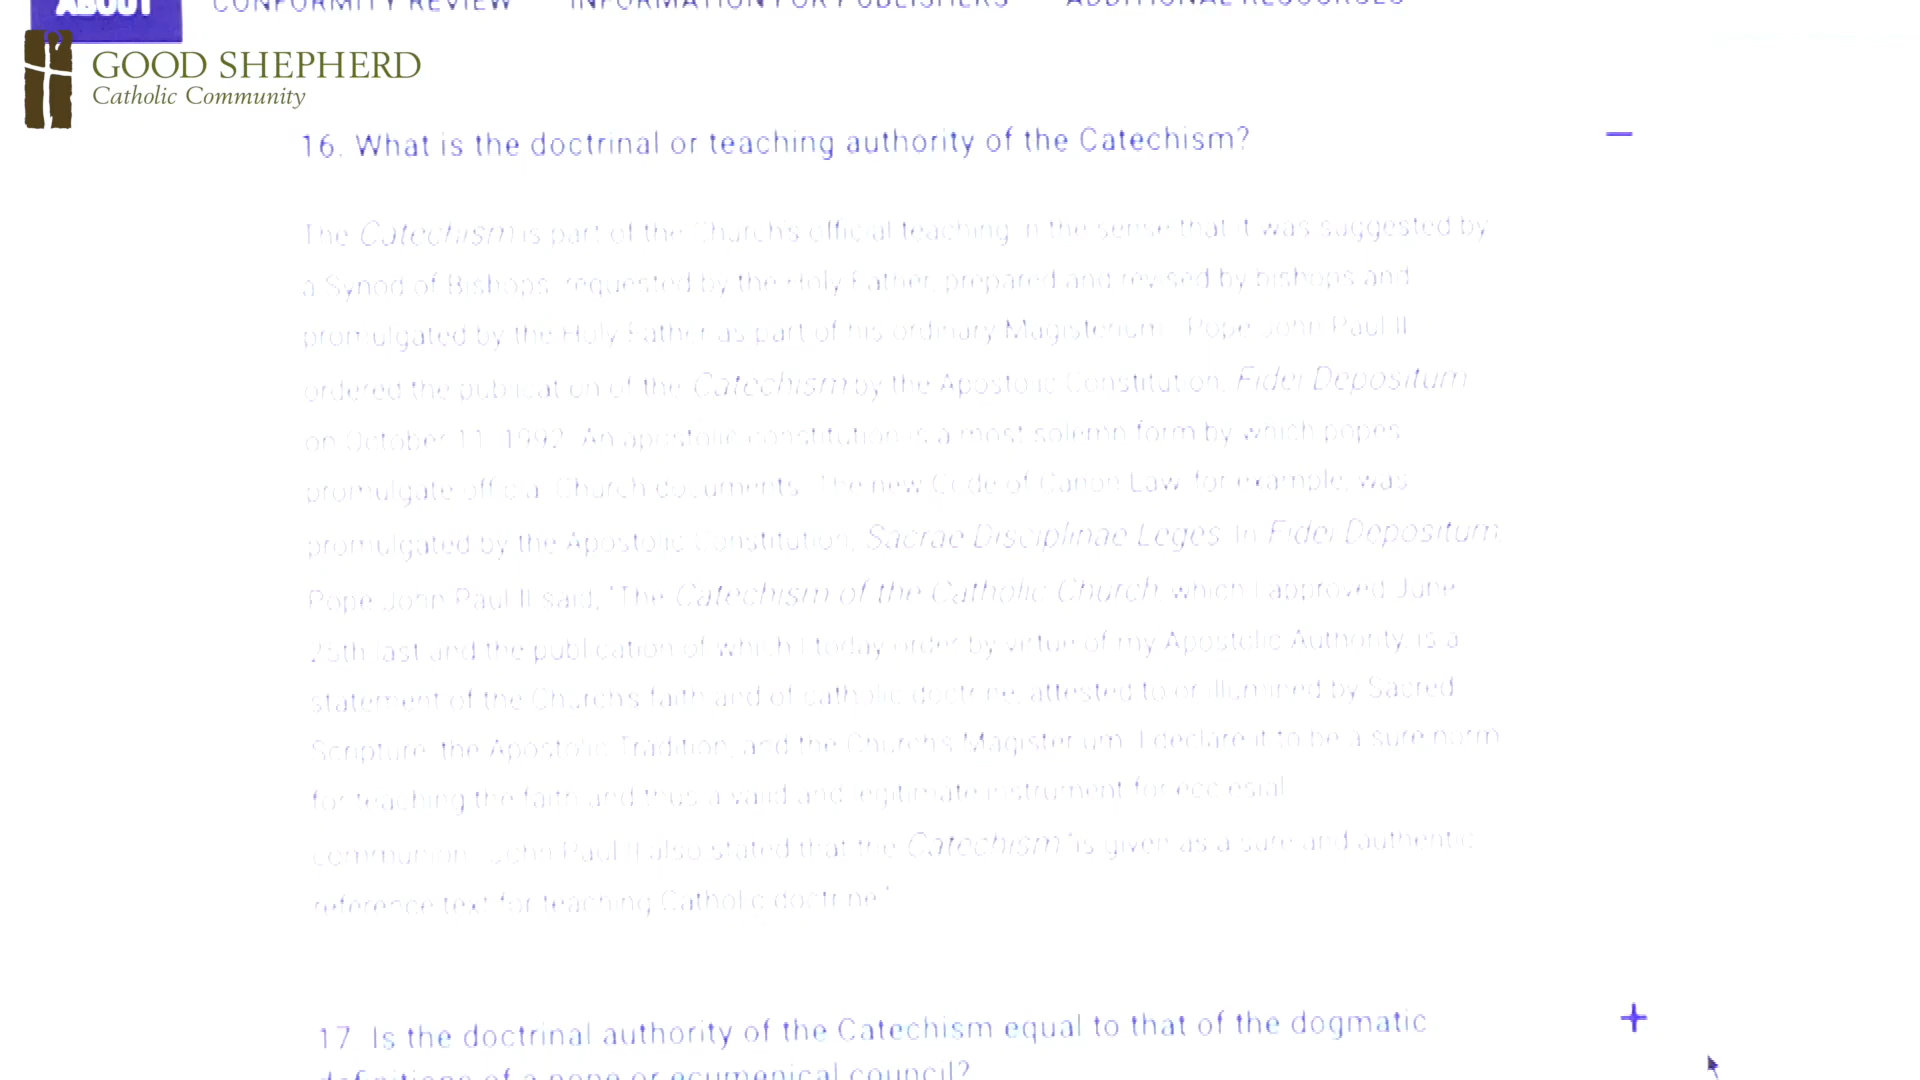 ABOUT CONFORMITY REVIEW INFORMATION FOR PUBLISHERS ADDITIONAL RESOURCES
GOOD SHEPHERD
Catholic Community
16. What is the doctrinal or teaching authority of the Catechism?
The Catechism is part of the Church's official teaching in the sense that it was suggested by
a Synod of Bishops, requested by the Holy Father, prepared and revised by bishops and
promulgated by the Holy Father as part of his ordinary Magisterium. Pope John Paul II
ordered the publication of the Catechism by the Apostolic Constitution, Fidei Depositum
on October 11, 1992. An apostolic constitution is a most solemn form by which popes
promulgate official Church documents. The new Code of Canon Law, for example, was
promulgated by the Apostolic Constitution, Sacrae Disciplinae Leges. In Fidei Depositum,
Pope John Paul II said, "The Catechism of the Catholic Church, which I approved June
25th last and the publication of which I today order by virtue of my Apostolic Authority, is a
statement of the Church's faith and of catholic doctrine, attested to or illumined by Sacred
Scripture, the Apostolic Tradition, and the Church's Magisterium. I declare it to be a sure norm
for teaching the faith and thus a valid and legitimate instrument for ecclesial
communion. John Paul II also stated that the Catechism "is given as a sure and authentic
reference text for teaching Catholic doctrine"
17 Is the doctrinal authority of the Catechism equal to that of the dogmatic
definitions of a pope or ecumenical council?